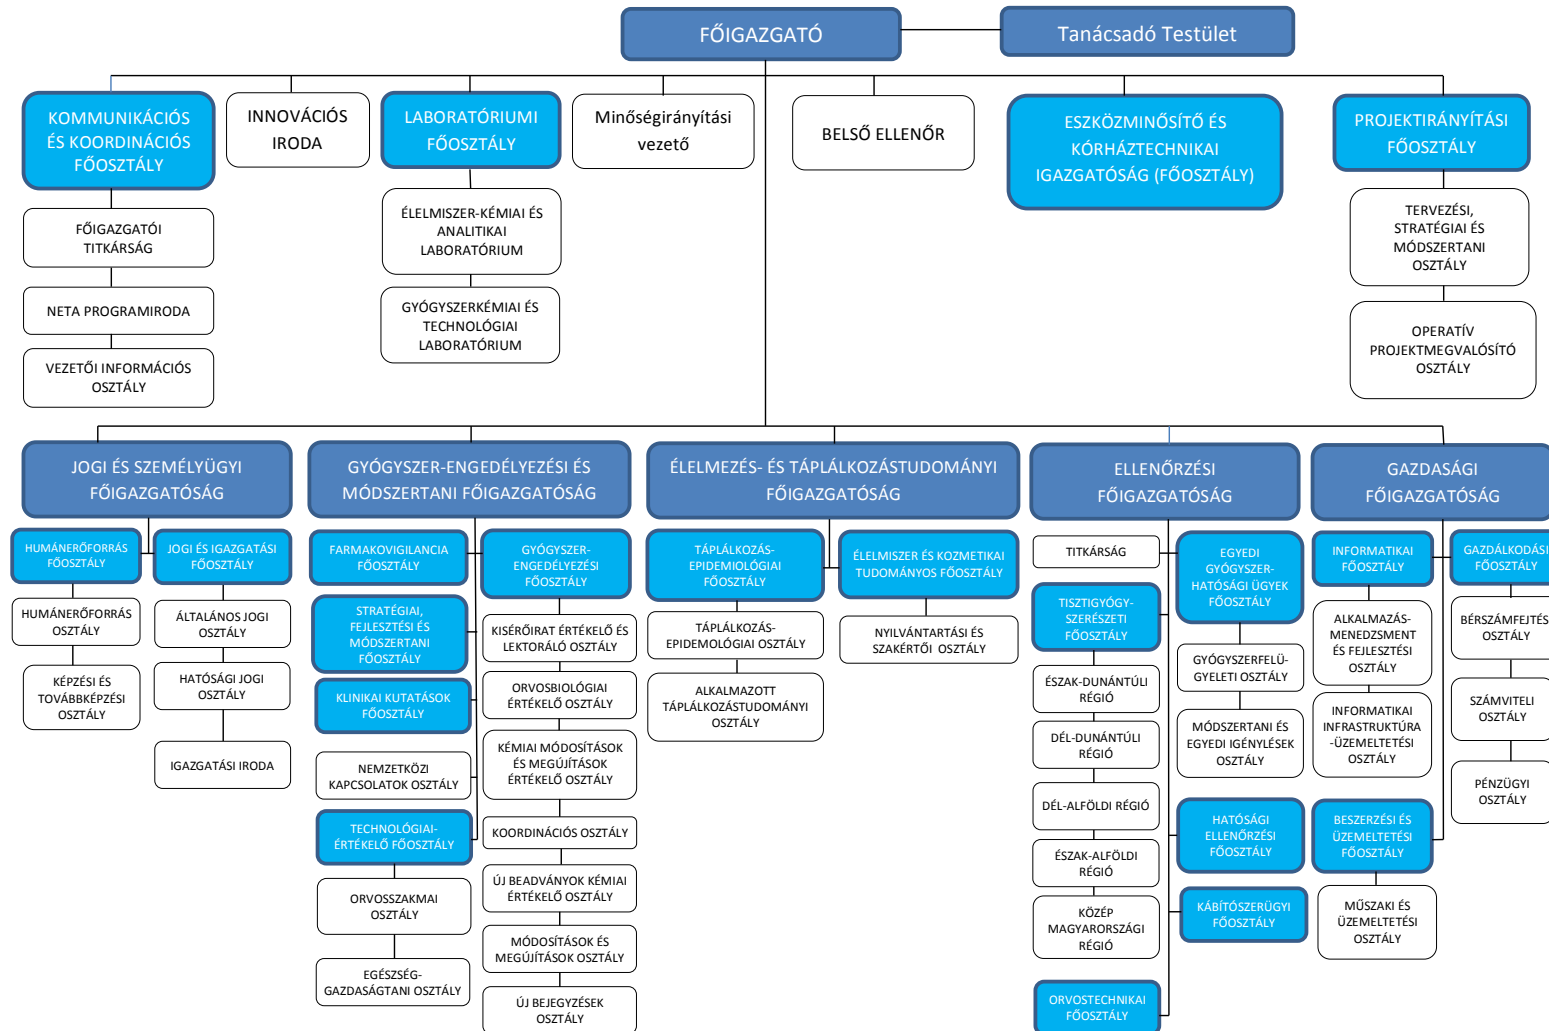 FŐIGAZGATÓ
Tanácsadó Testület
KOMMUNIKÁCIÓS
ÉS KOORDINÁCIÓS
FŐOSZTÁLY
INNOVÁCIÓS
IRODA
LABORATÓRIUMI
FŐOSZTÁLY
Minőségirányítási
vezető
BELSŐ ELLENŐR
ESZKÖZMINŐSÍTŐ ÉS
KÓRHÁZTECHNIKAI
IGAZGATÓSÁG (FŐOSZTÁLY)
PROJEKTIRÁNYÍTÁSI
FŐOSZTÁLY
FŐIGAZGATÓI
TITKÁRSÁG
NETA PROGRAMIRODA
VEZETŐI INFORMÁCIÓS
OSZTÁLY
ÉLELMISZER-KÉMIAI ÉS
ANALITIKAI
LABORATÓRIUM
GYÓGYSZERKÉMIAI ÉS
TECHNOLÓGIAI
LABORATÓRIUM
TERVEZÉSI,
STRATÉGIAI ÉS
MÓDSZERTANI
OSZTÁLY
OPERATÍV
PROJEKTMEGVALÓSÍTÓ
OSZTÁLY
JOGI ÉS SZEMÉLYÜGYI
FŐIGAZGATÓSÁG
GYÓGYSZER-ENGEDÉLYEZÉSI ÉS
MÓDSZERTANI FŐIGAZGATÓSÁG
ÉLELMEZÉS- ÉS TÁPLÁLKOZÁSTUDOMÁNYI
FŐIGAZGATÓSÁG
ELLENŐRZÉSI
FŐIGAZGATÓSÁG
GAZDASÁGI
FŐIGAZGATÓSÁG
HUMÁNERŐFORRÁS
FŐOSZTÁLY
HUMÁNERŐFORRÁS
OSZTÁLY
KÉPZÉSI ÉS
TOVÁBBKÉPZÉSI
OSZTÁLY
JOGI ÉS IGAZGATÁSI
FŐOSZTÁLY
ÁLTALÁNOS JOGI
OSZTÁLY
HATÓSÁGI JOGI
OSZTÁLY
IGAZGATÁSI IRODA
FARMAKOVIGILANCIA
FŐOSZTÁLY
STRATÉGIAI,
FEJLESZTÉSI ÉS
MÓDSZERTANI
FŐOSZTÁLY
KLINIKAI KUTATÁSOK
FŐOSZTÁLY
NEMZETKÖZI
KAPCSOLATOK OSZTÁLY
TECHNOLÓGIAI-
ÉRTÉKELŐ FŐOSZTÁLY
ORVOSSZAKMAI
OSZTÁLY
EGÉSZSÉG-
GAZDASÁGTANI OSZTÁLY
GYÓGYSZER-
ENGEDÉLYEZÉSI
FŐOSZTÁLY
KISÉRŐIRAT ÉRTÉKELŐ ÉS
LEKTORÁLÓ OSZTÁLY
ORVOSBIOLÓGIAI
ÉRTÉKELŐ OSZTÁLY
KÉMIAI MÓDOSÍTÁSOK
ÉS MEGÚJÍTÁSOK
ÉRTÉKELŐ OSZTÁLY
KOORDINÁCIÓS OSZTÁLY
ÚJ BEADVÁNYOK KÉMIAI
ÉRTÉKELŐ OSZTÁLY
MÓDOSÍTÁSOK ÉS
MEGÚJÍTÁSOK OSZTÁLY
ÚJ BEJEGYZÉSEK
OSZTÁLY
TÁPLÁLKOZÁS-
EPIDEMIOLÓGIAI
FŐOSZTÁLY
TÁPLÁLKOZÁS-
EPIDEMOLÓGIAI OSZTÁLY
ALKALMAZOTT
TÁPLÁLKOZÁSTUDOMÁNYI
OSZTÁLY
ÉLELMISZER ÉS KOZMETIKAI
TUDOMÁNYOS FŐOSZTÁLY
NYILVÁNTARTÁSI ÉS
SZAKÉRTŐI OSZTÁLY
TITKÁRSÁG
TISZTIGYÓGY-
SZERÉSZETI
FŐOSZTÁLY
ÉSZAK-DUNÁNTÚLI
RÉGIÓ
DÉL-DUNÁNTÚLI
RÉGIÓ
DÉL-ALFÖLDI RÉGIÓ
ÉSZAK-ALFÖLDI
RÉGIÓ
KÖZÉP
MAGYARORSZÁGI
RÉGIÓ
ORVOSTECHNIKAI
FŐOSZTÁLY
EGYEDI
GYÓGYSZER-
HATÓSÁGI ÜGYEK
FŐOSZTÁLY
GYÓGYSZERFELÜ-
GYELETI OSZTÁLY
MÓDSZERTANI ÉS
EGYEDI IGÉNYLÉSEK
OSZTÁLY
HATÓSÁGI
ELLENŐRZÉSI
FŐOSZTÁLY
KÁBÍTÓSZERÜGYI
FŐOSZTÁLY
INFORMATIKAI
FŐOSZTÁLY
ALKALMAZÁS-
MENEDZSMENT
ÉS FEJLESZTÉSI
OSZTÁLY
INFORMATIKAI
INFRASTRUKTÚRA
-ÜZEMELTETÉSI OSZTÁLY
BESZERZÉSI ÉS
ÜZEMELTETÉSI
FŐOSZTÁLY
MŰSZAKI ÉS
ÜZEMELTETÉSI
OSZTÁLY
GAZDÁLKODÁSI
FŐOSZTÁLY
BÉRSZÁMFEJTÉS
OSZTÁLY
SZÁMVITELI
OSZTÁLY
PÉNZÜGYI
OSZTÁLY